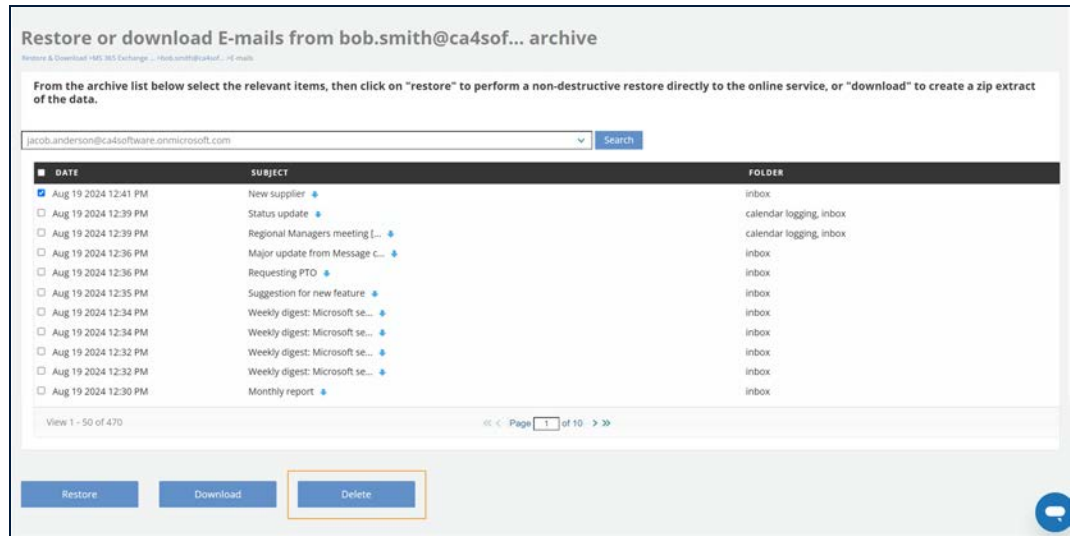 Restore or download E-mails from bob.smith@ca4sof... archive
Restore & Download >MS 365 Exchange ... >bob.smith@ca4sof... >E-mails
From the archive list below select the relevant items, then click on "restore" to perform a non-destructive restore directly to the online service, or "download" to create a zip extract
of the data.
jacob.anderson@ca4software.onmicrosoft.com Search
DATE SUBJECT FOLDER
Aug 19 2024 12:41 PM New supplier inbox
Aug 19 2024 12:39 PM Status update calendar logging, inbox
Aug 19 2024 12:39 PM Regional Managers meeting [... calendar logging, inbox
Aug 19 2024 12:36 PM Major update from Message c... inbox
Aug 19 2024 12:36 PM Requesting PTO inbox
Aug 19 2024 12:35 PM Suggestion for new feature inbox
Aug 19 2024 12:34 PM Weekly digest: Microsoft se... inbox
Aug 19 2024 12:34 PM Weekly digest: Microsoft se... inbox
Aug 19 2024 12:32 PM Weekly digest: Microsoft se... inbox
Aug 19 2024 12:32 PM Weekly digest: Microsoft se... inbox
Aug 19 2024 12:30 PM Monthly report inbox
View 1 - 50 of 470 Page 1 of 10
Restore Download Delete